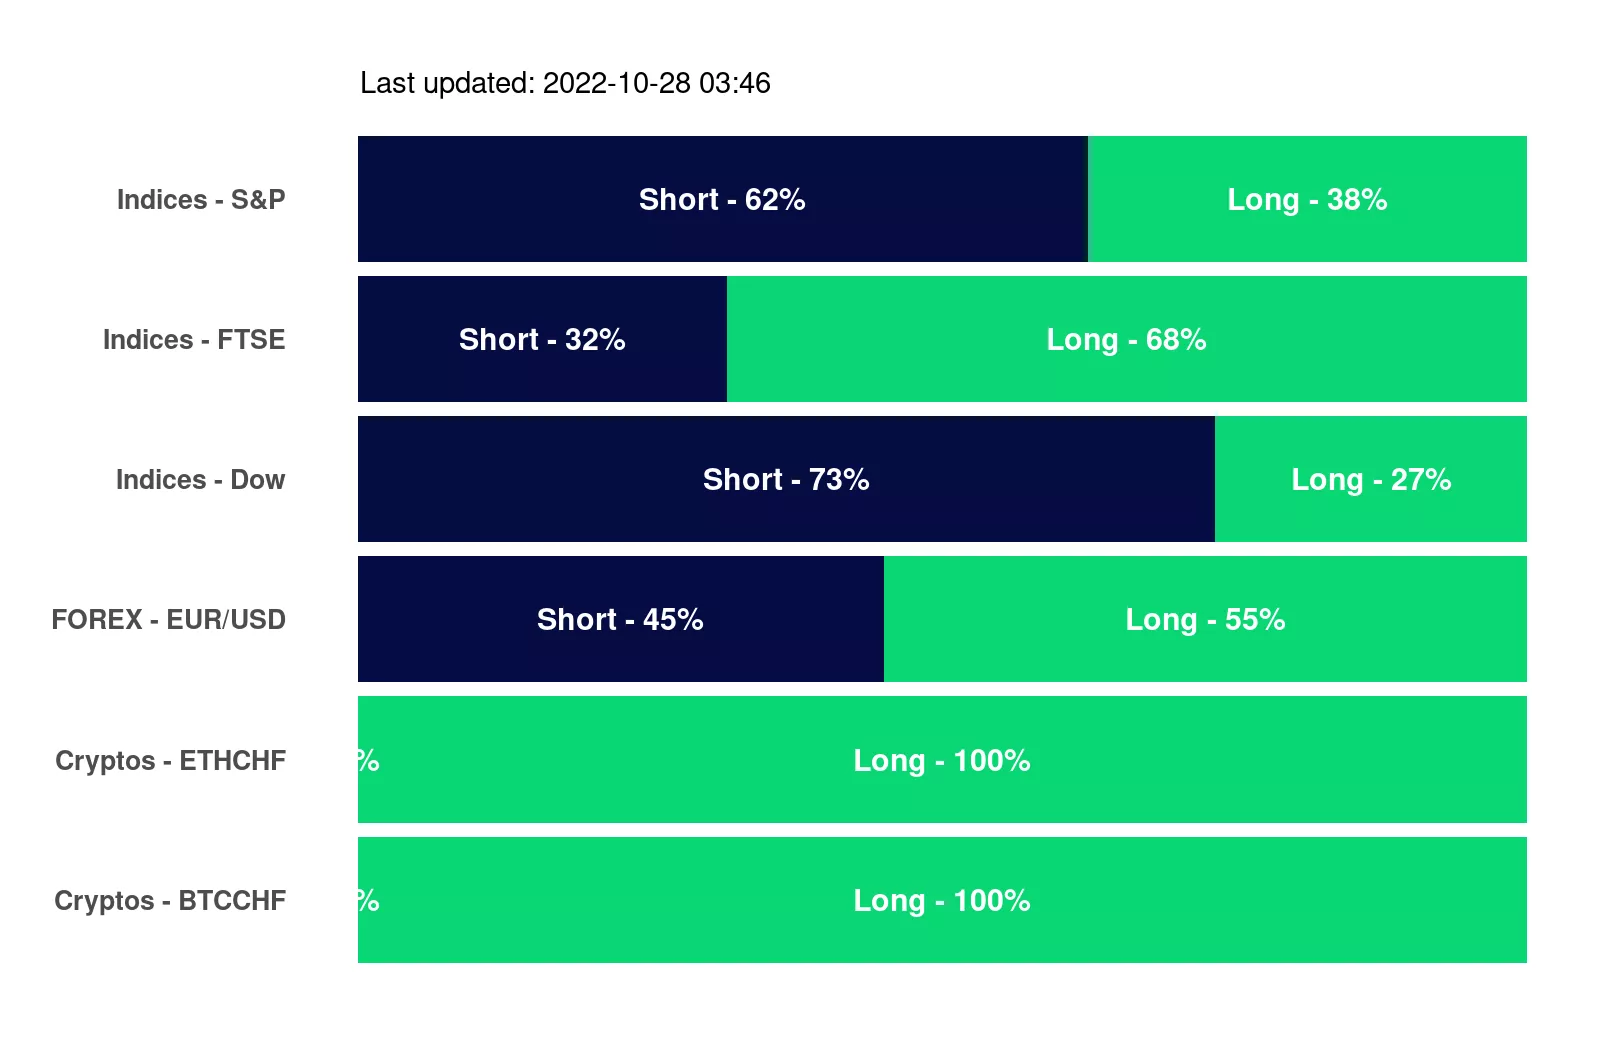 Last updated: 2022-10-28 03:46
Indices - S&P Short - 62% Long - 38%
Indices - FTSE Short - 32% Long - 68%
Indices - Dow Short - 73% Long - 27%
FOREX - EUR/USD Short - 45% Long - 55%
Cryptos - ETHCHF % Long - 100%
Cryptos - BTCCHF % Long - 100%